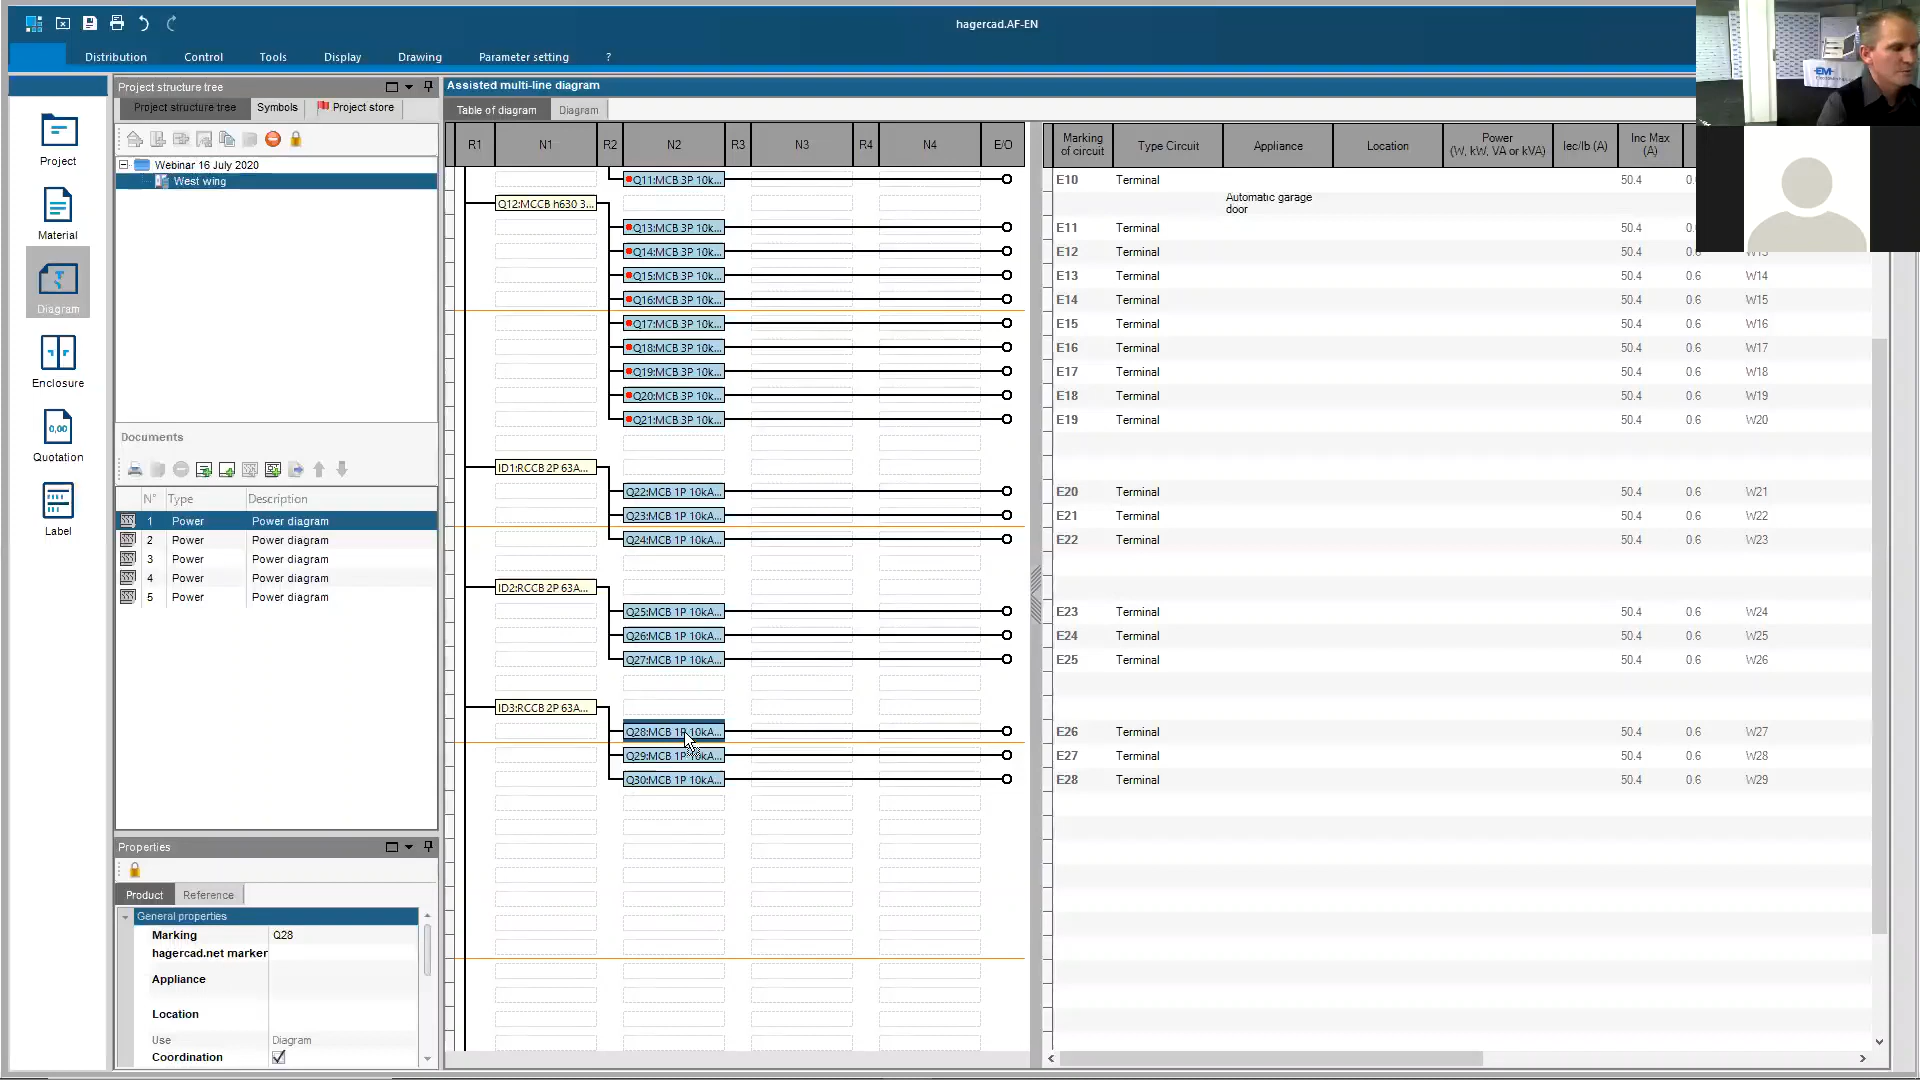 hagercad.AF-EN
Distribution Control Tools Display Drawing Parameter setting ?
Project structure tree
Project structure tree Symbols Project store
Webinar 16 July 2020
West wing
Project
Material
Diagram
Enclosure
Quotation
Label
Documents
N° Type Description
1 Power Power diagram
2 Power Power diagram
3 Power Power diagram
4 Power Power diagram
5 Power Power diagram
Properties
Product Reference
General properties
Marking Q28
hagercad.net marker
Appliance
Location
Use Diagram
Coordination
Assisted multi-line diagram
Table of diagram Diagram
R1 N1 R2 N2 R3 N3 R4 N4 E/O
Q11:MCB 3P 10k...
Q12:MCCB h630 3...
Q13:MCB 3P 10k...
Q14:MCB 3P 10k...
Q15:MCB 3P 10k...
Q16:MCB 3P 10k...
Q17:MCB 3P 10k...
Q18:MCB 3P 10k...
Q19:MCB 3P 10k...
Q20:MCB 3P 10k...
Q21:MCB 3P 10k...
ID1:RCCB 2P 63A...
Q22:MCB 1P 10kA...
Q23:MCB 1P 10kA...
Q24:MCB 1P 10kA...
ID2:RCCB 2P 63A...
Q25:MCB 1P 10kA...
Q26:MCB 1P 10kA...
Q27:MCB 1P 10kA...
ID3:RCCB 2P 63A...
Q28:MCB 1P 10kA...
Q29:MCB 1P 10kA...
Q30:MCB 1P 10kA...
Marking of circuit Type Circuit Appliance Location Power (W, kW, VA or kVA) Iec/Ib (A) Inc Max (A)
E10 Terminal 50.4
Automatic garage
door
E11 Terminal 50.4
E12 Terminal 50.4 0.6
E13 Terminal 50.4 0.6 W14
E14 Terminal 50.4 0.6 W15
E15 Terminal 50.4 0.6 W16
E16 Terminal 50.4 0.6 W17
E17 Terminal 50.4 0.6 W18
E18 Terminal 50.4 0.6 W19
E19 Terminal 50.4 0.6 W20
E20 Terminal 50.4 0.6 W21
E21 Terminal 50.4 0.6 W22
E22 Terminal 50.4 0.6 W23
E23 Terminal 50.4 0.6 W24
E24 Terminal 50.4 0.6 W25
E25 Terminal 50.4 0.6 W26
E26 Terminal 50.4 0.6 W27
E27 Terminal 50.4 0.6 W28
E28 Terminal 50.4 0.6 W29